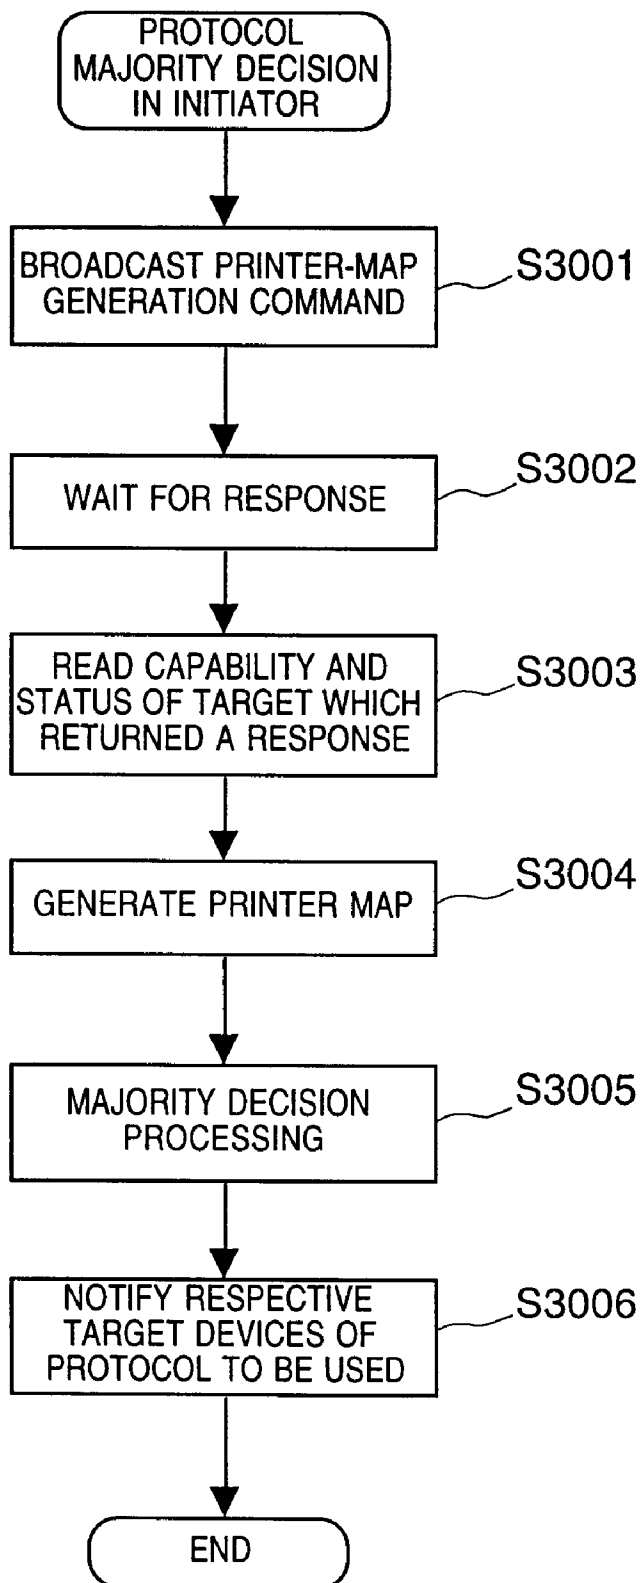 PROTOCOL
MAJORITY DECISION
IN INITIATOR
BROADCAST PRINTER-MAP
GENERATION COMMAND
S3001
WAIT FOR RESPONSE
S3002
READ CAPABILITY AND
STATUS OF TARGET WHICH
RETURNED A RESPONSE
S3003
GENERATE PRINTER MAP
S3004
MAJORITY DECISION
PROCESSING
S3005
NOTIFY RESPECTIVE
TARGET DEVICES OF
PROTOCOL TO BE USED
S3006
END